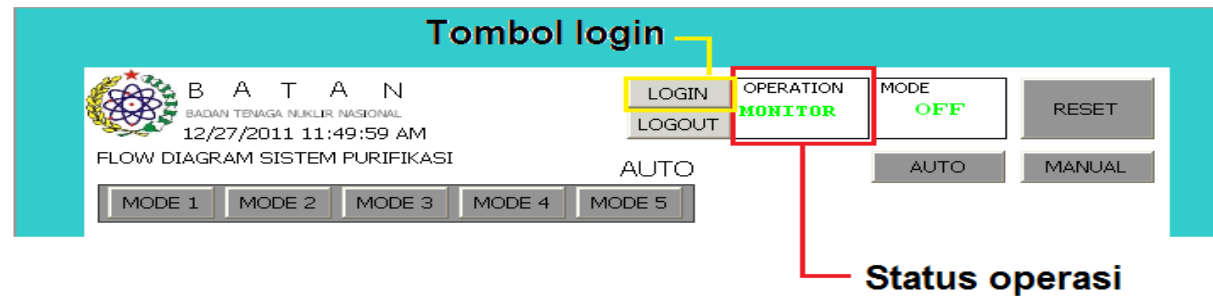 Tombol login
B A T A N
BADAN TENAGA NUKLIR NASIONAL
12/27/2011 11:49:59 AM
FLOW DIAGRAM SISTEM PURIFIKASI
LOGIN
LOGOUT
OPERATION
MONITOR
MODE
OFF
RESET
AUTO
AUTO
MANUAL
MODE 1 MODE 2 MODE 3 MODE 4 MODE 5
Status operasi